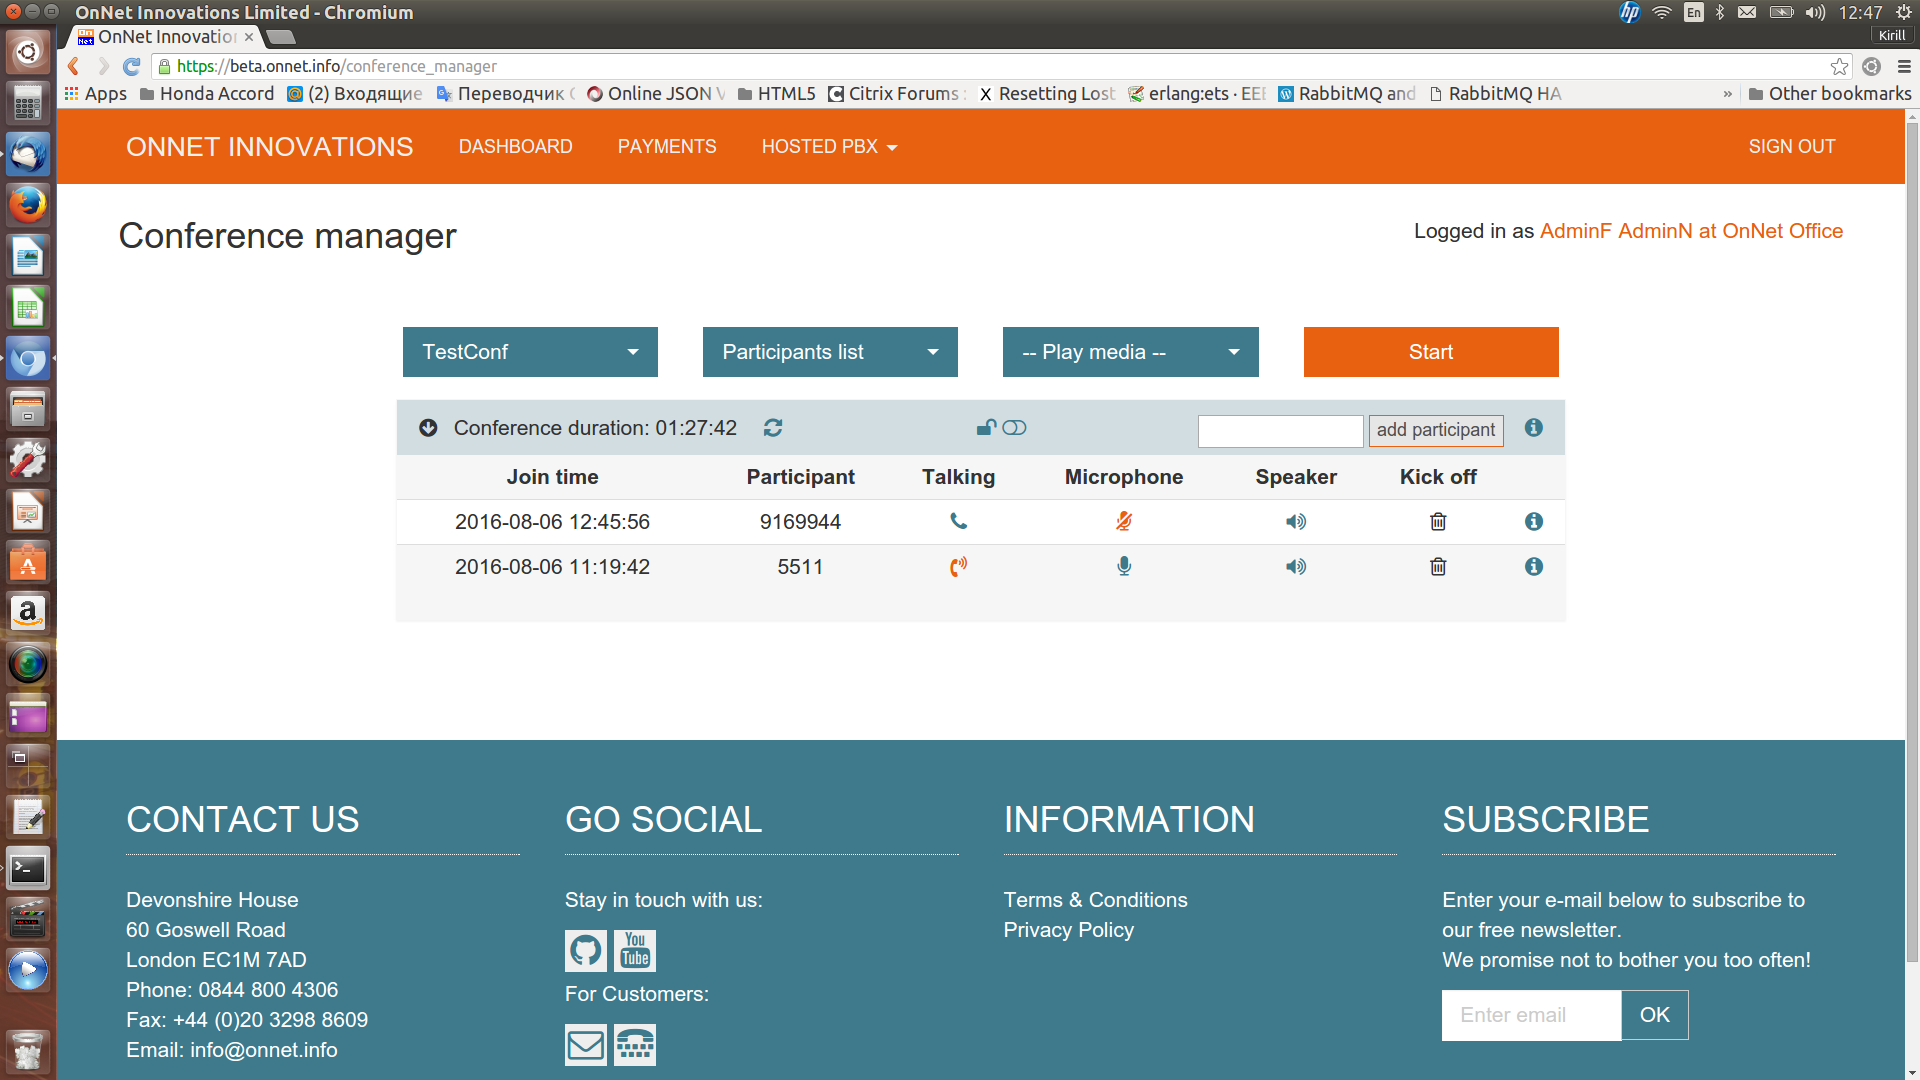 OnNet Innovations Limited - Chromium
En
12:47
OnNet Innovation
Kirill
https://beta.onnet.info/conference_manager
Apps Honda Accord (2) Входящие Переводчик Online JSON V HTML5 Citrix Forums : Resetting Lost erlang:ets · EEE RabbitMQ and RabbitMQ HA » Other bookmarks
ONNET INNOVATIONS DASHBOARD PAYMENTS HOSTED PBX SIGN OUT
Conference manager
Logged in as AdminF AdminN at OnNet Office
TestConf Participants list -- Play media -- Start
Conference duration: 01:27:42 add participant
Join time Participant Talking Microphone Speaker Kick off
2016-08-06 12:45:56 9169944
2016-08-06 11:19:42 5511
CONTACT US
Devonshire House
60 Goswell Road
London EC1M 7AD
Phone: 0844 800 4306
Fax: +44 (0)20 3298 8609
Email: info@onnet.info
GO SOCIAL
Stay in touch with us:
You
Tube
For Customers:
INFORMATION
Terms & Conditions
Privacy Policy
SUBSCRIBE
Enter your e-mail below to subscribe to
our free newsletter.
We promise not to bother you too often!
Enter email OK